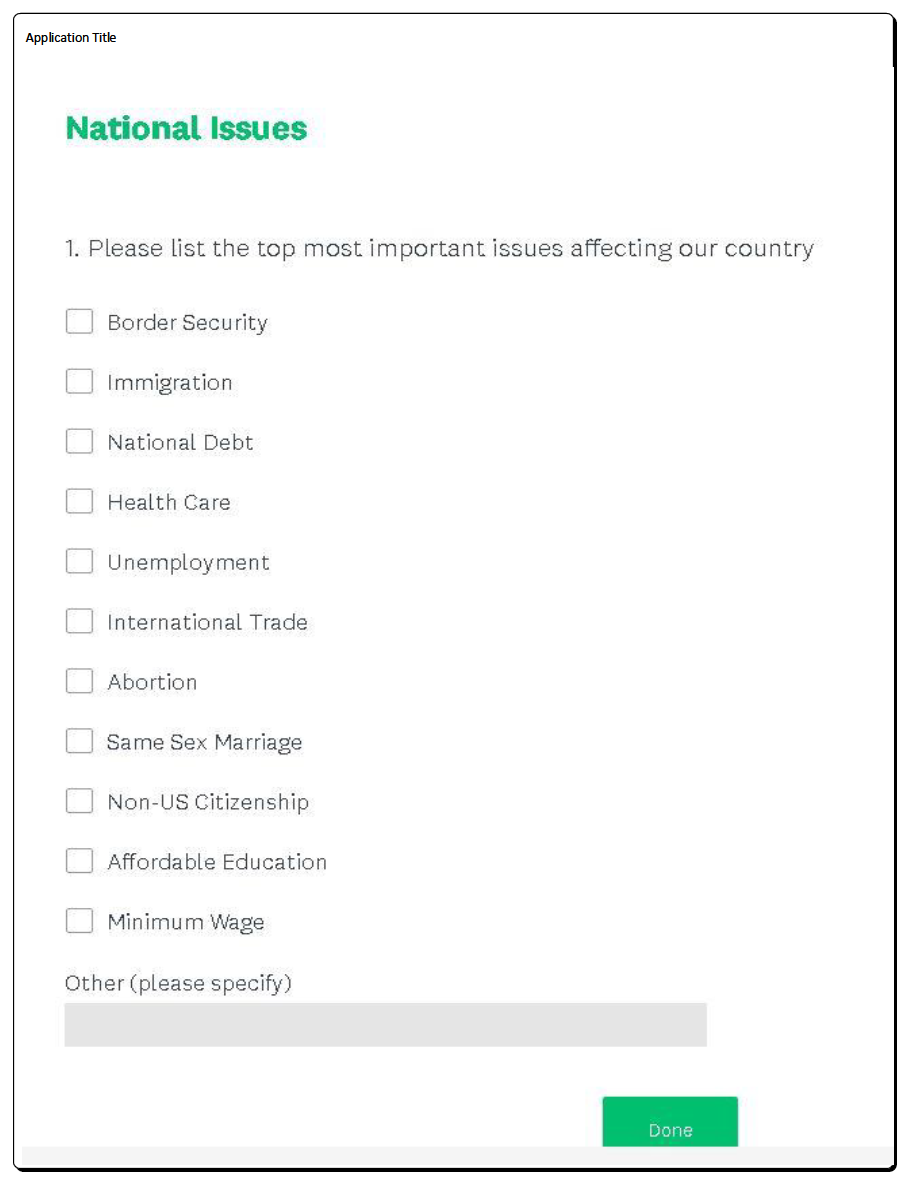 Application Title
National Issues
1. Please list the top most important issues affecting our country
Border Security
Immigration
National Debt
Health Care
Unemployment
International Trade
Abortion
Same Sex Marriage
Non-US Citizenship
Affordable Education
Minimum Wage
Other (please specify)
Done